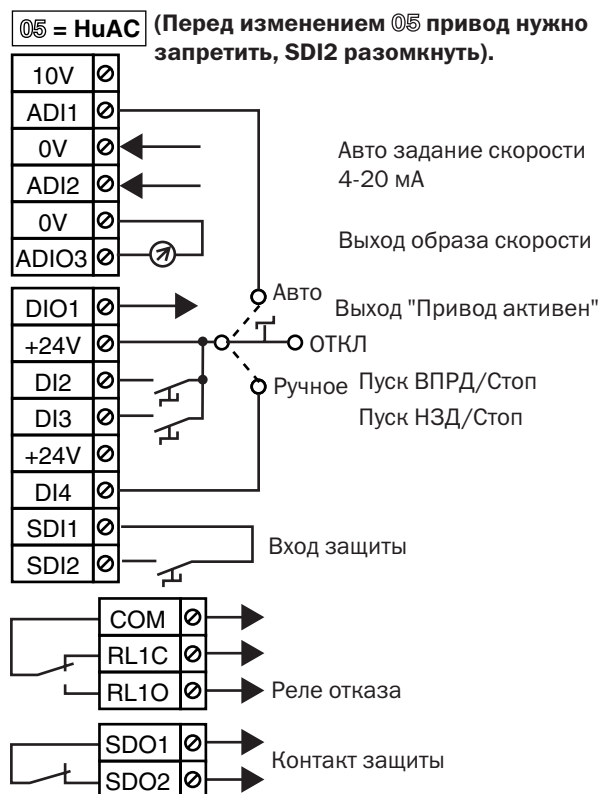 05 = HuAC (Перед изменением 05 привод нужно
запретить, SDI2 разомкнуть).
10V
ADI1
0V
Авто задание скорости
ADI2
4-20 мА
0V
Выход образа скорости
ADIO3
Авто
DIO1
Выход "Привод активен"
+24V
ОТКЛ
DI2
Ручное
Пуск ВПРД/Стоп
DI3
Пуск НЗД/Стоп
+24V
DI4
SDI1
Вход защиты
SDI2
COM
RL1C
RL1O
Реле отказа
SDO1
Контакт защиты
SDO2